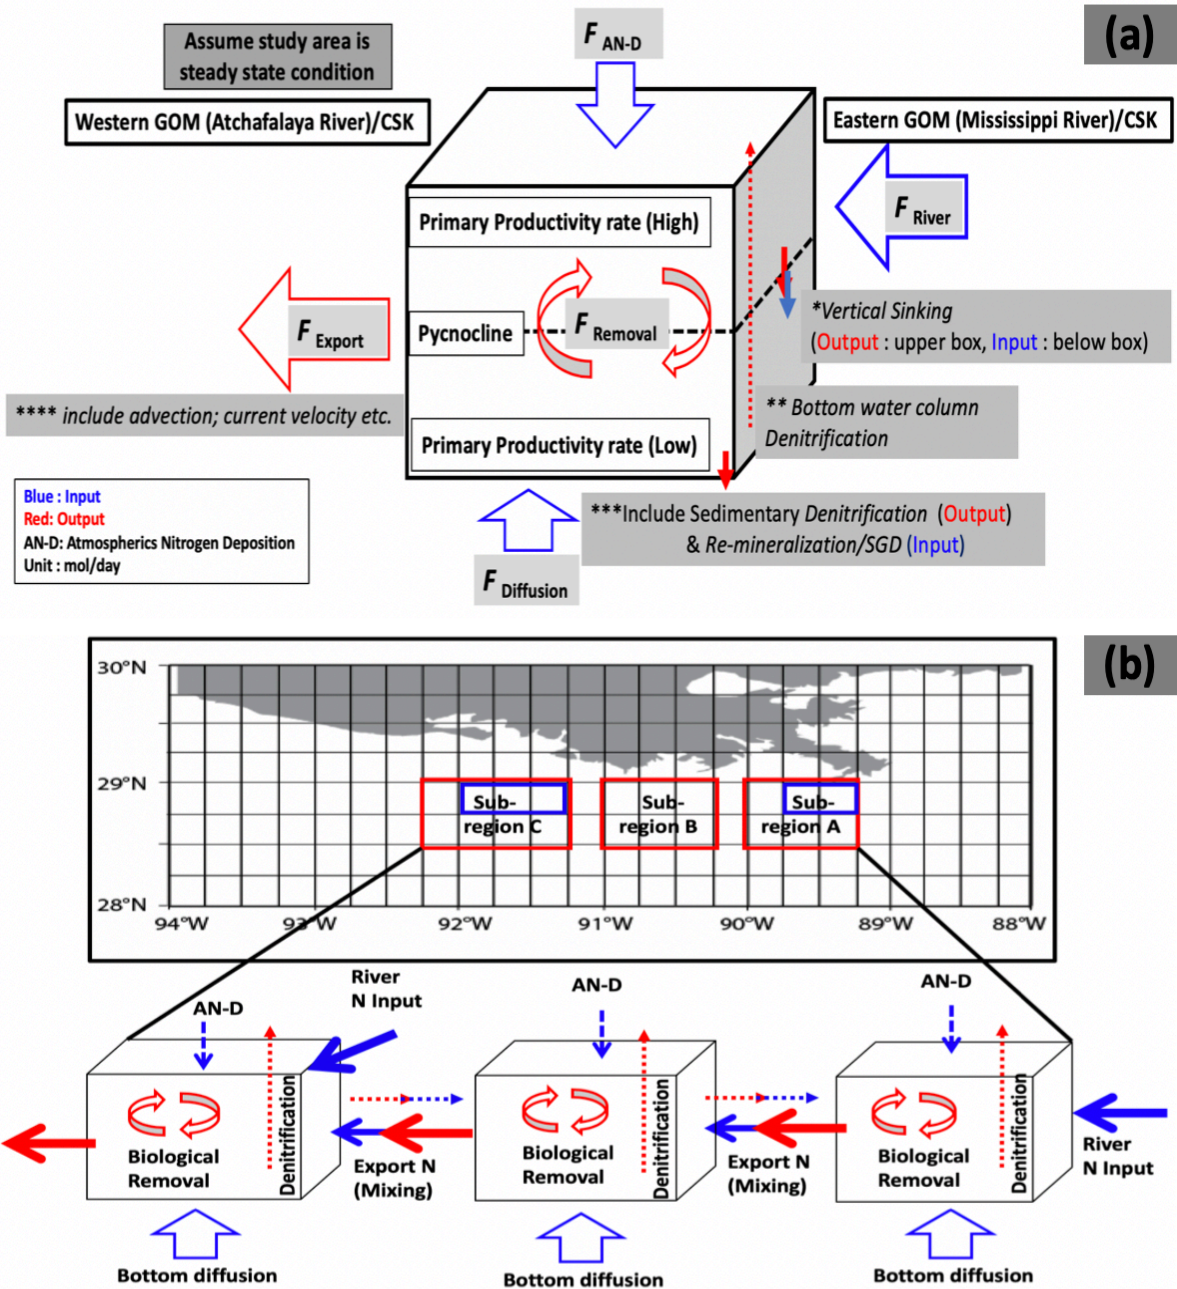 (a)
Assume study area is
steady state condition
F AN-D
Western GOM (Atchafalaya River)/CSK
Eastern GOM (Mississippi River)/CSK
Primary Productivity rate (High)
F River
F Export
Pycnocline
F Removal
*Vertical Sinking
(Output : upper box, Input : below box)
**** include advection; current velocity etc.
** Bottom water column
Denitrification
Primary Productivity rate (Low)
Blue : Input
Red: Output
AN-D: Atmospherics Nitrogen Deposition
Unit : mol/day
***Include Sedimentary Denitrification (Output)
& Re-mineralization/SGD (Input)
F Diffusion
(b)
30°N
29°N
28°N
94°W 93°W 92°W 91°W 90°W 89°W 88°W
Sub-
region C
Sub-
region B
Sub-
region A
River
N Input
AN-D
AN-D
AN-D
Biological
Removal
Denitrification
Export N
(Mixing)
Biological
Removal
Denitrification
Export N
(Mixing)
Biological
Removal
Denitrification
River
N Input
Bottom diffusion
Bottom diffusion
Bottom diffusion